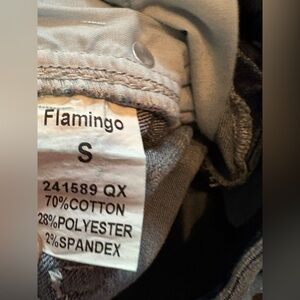 Flamingo
S
241589 QX
70%COTTON
28%POLYESTER
2%SPANDEX